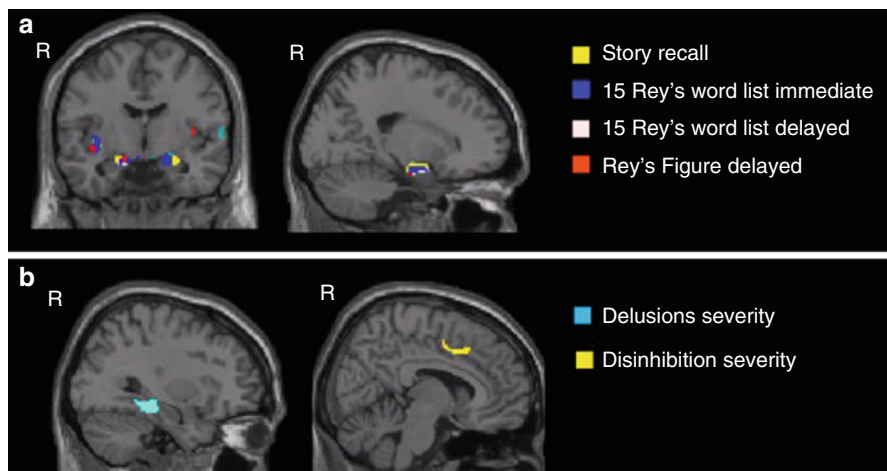 a
R
R
Story recall
15 Rey's word list immediate
15 Rey's word list delayed
Rey's Figure delayed
b
R
R
Delusions severity
Disinhibition severity